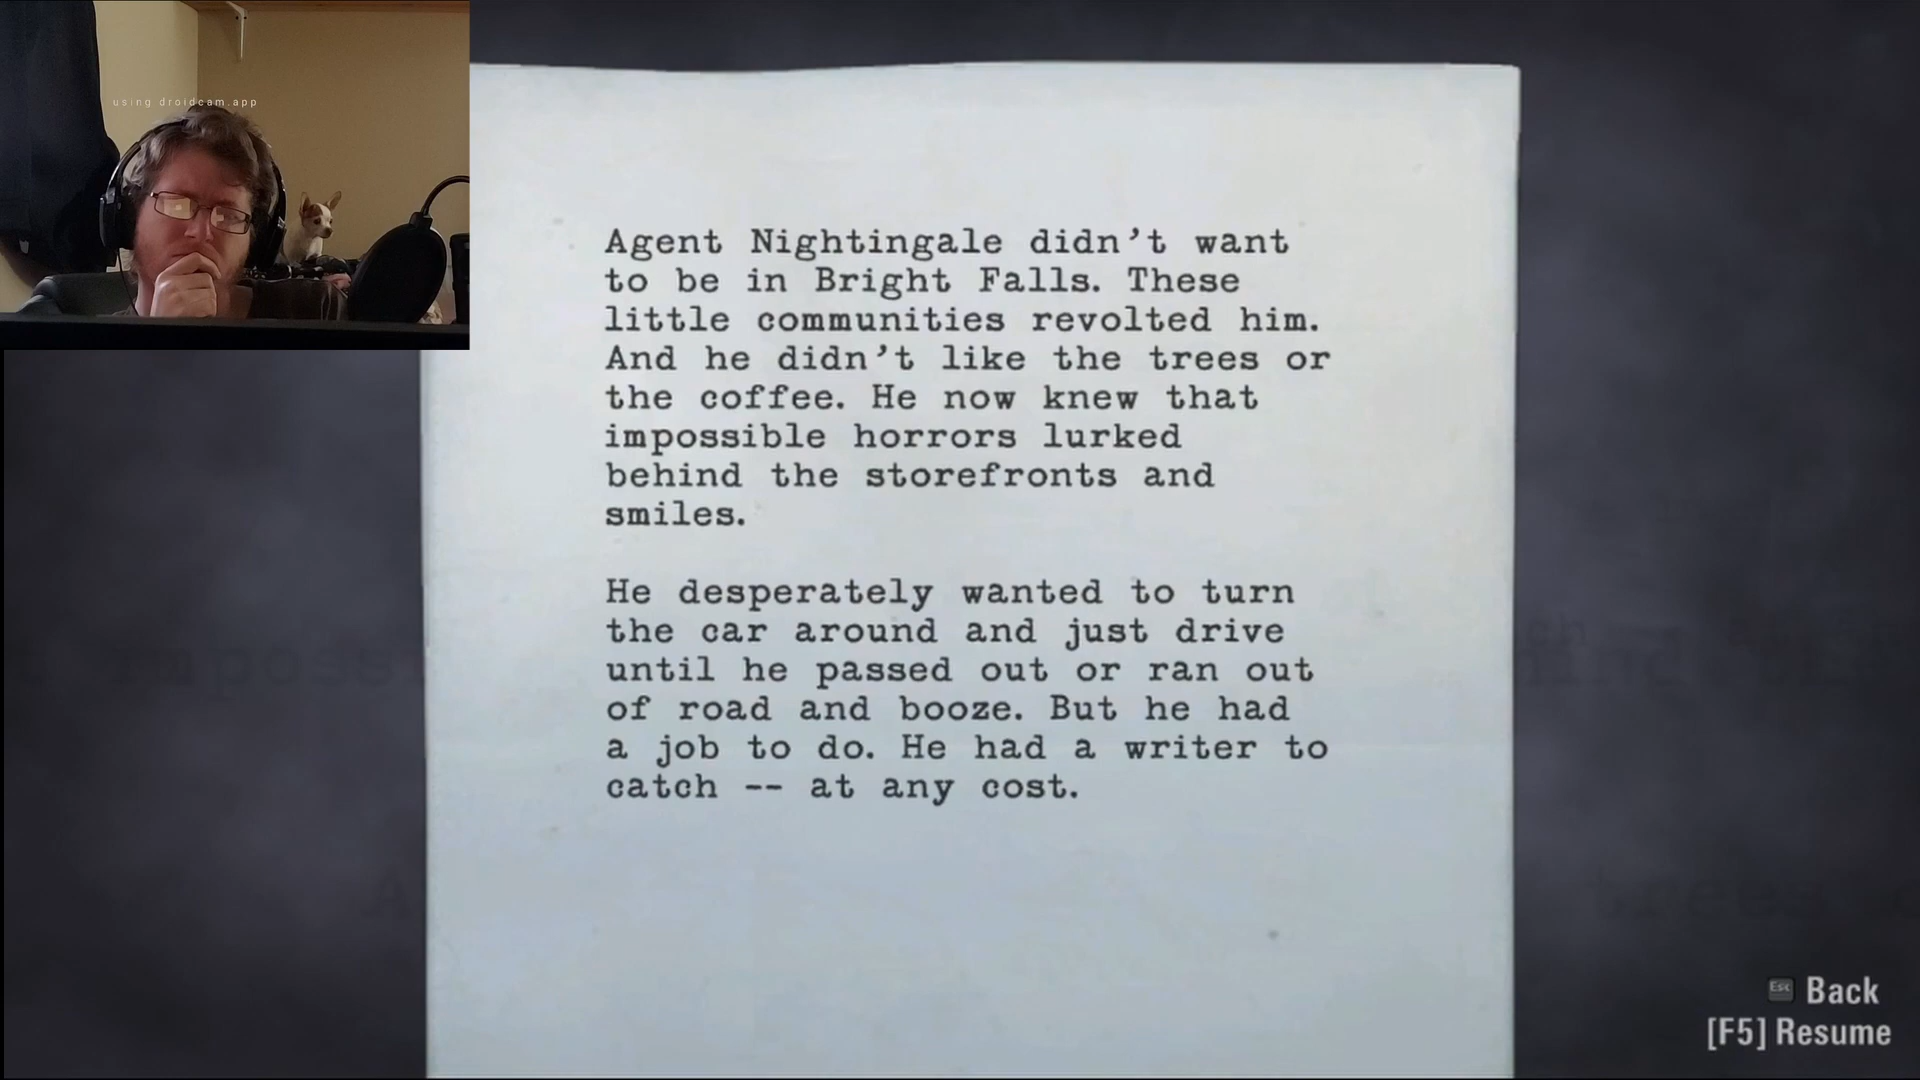 using droidcam.app
Agent Nightingale didn’t want
to be in Bright Falls. These
little communities revolted him.
And he didn’t like the trees or
the coffee. He now knew that
impossible horrors lurked
behind the storefronts and
smiles.
He desperately wanted to turn
the car around and just drive
until he passed out or ran out
of road and booze. But he had
a job to do. He had a writer to
catch -- at any cost.
Esc Back
[F5] Resume